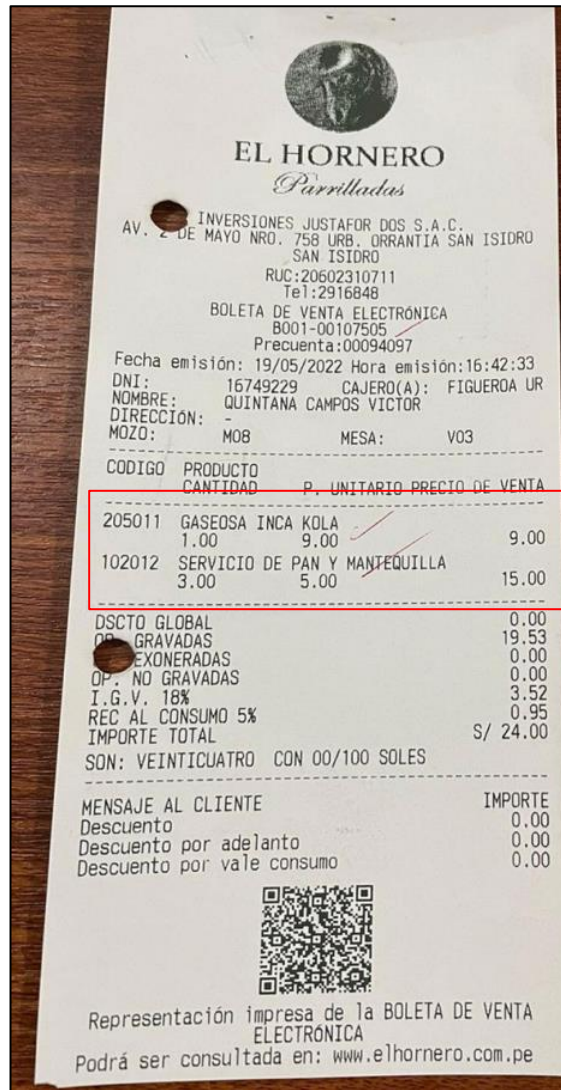 EL HORNERO
Parrilladas
INVERSIONES JUSTAFOR DOS S.A.C.
AV. 2 DE MAYO NRO. 758 URB. ORRANTIA SAN ISIDRO
SAN ISIDRO
RUC:20602310711
Tel:2916848
BOLETA DE VENTA ELECTRÓNICA
B001-00107505
Precuenta:00094097
Fecha emisión: 19/05/2022 Hora emisión:16:42:33
DNI: 16749229 CAJERO(A): FIGUEROA UR
NOMBRE: QUINTANA CAMPOS VICTOR
DIRECCIÓN: -
MOZO: M08 MESA: V03
CODIGO PRODUCTO
CANTIDAD P. UNITARIO PRECIO DE VENTA
205011 GASEOSA INCA KOLA
1.00 9.00 9.00
102012 SERVICIO DE PAN Y MANTEQUILLA
3.00 5.00 15.00
DSCTO GLOBAL 0.00
OP. GRAVADAS 19.53
EXONERADAS 0.00
OP. NO GRAVADAS 0.00
I.G.V. 18% 3.52
REC AL CONSUMO 5% 0.95
IMPORTE TOTAL S/ 24.00
SON: VEINTICUATRO CON 00/100 SOLES
MENSAJE AL CLIENTE IMPORTE
Descuento 0.00
Descuento por adelanto 0.00
Descuento por vale consumo 0.00
Representación impresa de la BOLETA DE VENTA
ELECTRÓNICA
Podrá ser consultada en: www.elhornero.com.pe